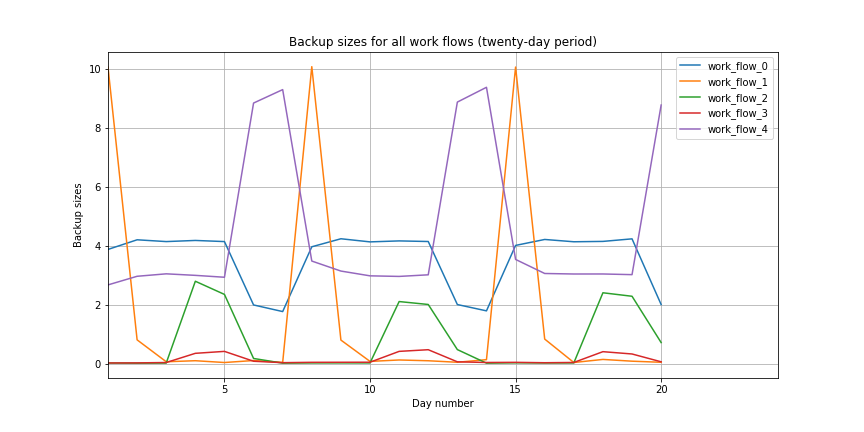 Backup sizes for all work flows (twenty-day period)
work_flow_0
work_flow_1
work_flow_2
work_flow_3
work_flow_4
Backup sizes
10
8
6
4
2
0
5
10
15
20
Day number